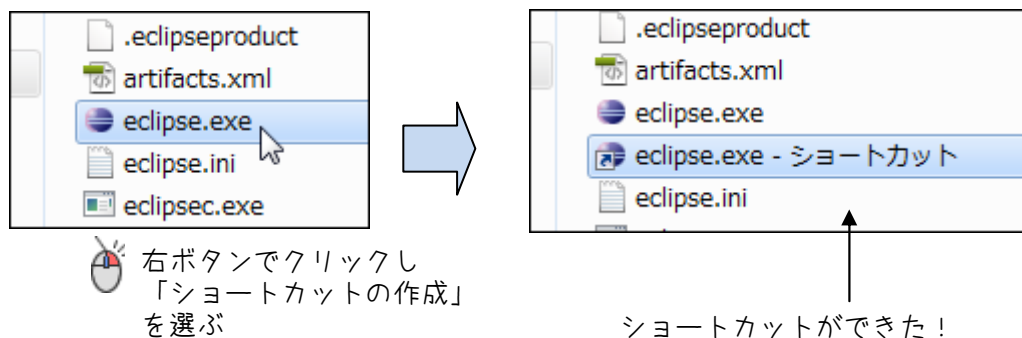 .eclipseproduct
artifacts.xml
eclipse.exe
eclipse.ini
eclipsec.exe
右ボタンでクリックし
「ショートカットの作成」
を選ぶ
.eclipseproduct
artifacts.xml
eclipse.exe
eclipse.exe - ショートカット
eclipse.ini
ショートカットができた！